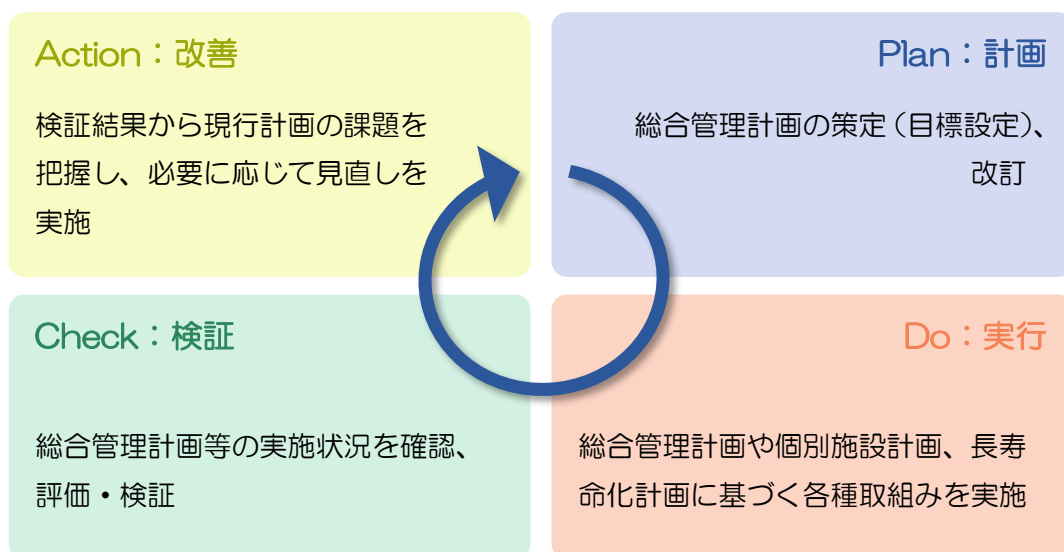 Action：改善
検証結果から現行計画の課題を
把握し、必要に応じて見直しを
実施
Plan：計画
総合管理計画の策定（目標設定）、
改訂
Check：検証
総合管理計画等の実施状況を確認、
評価・検証
Do：実行
総合管理計画や個別施設計画、長寿
命化計画に基づく各種取組みを実施